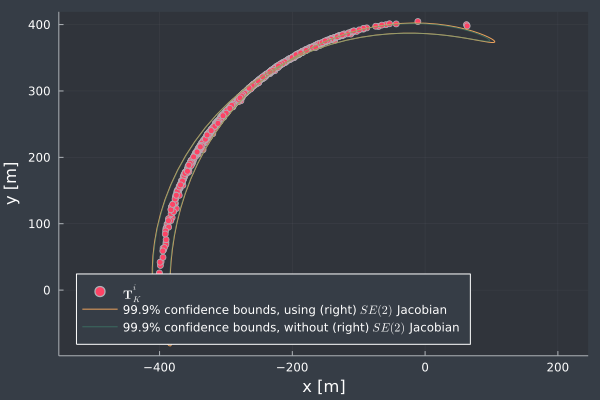 400
300
200
100
0
y [m]
T_K^i
99.9% confidence bounds, using (right) SE(2) Jacobian
99.9% confidence bounds, without (right) SE(2) Jacobian
−400
−200
0
200
x [m]